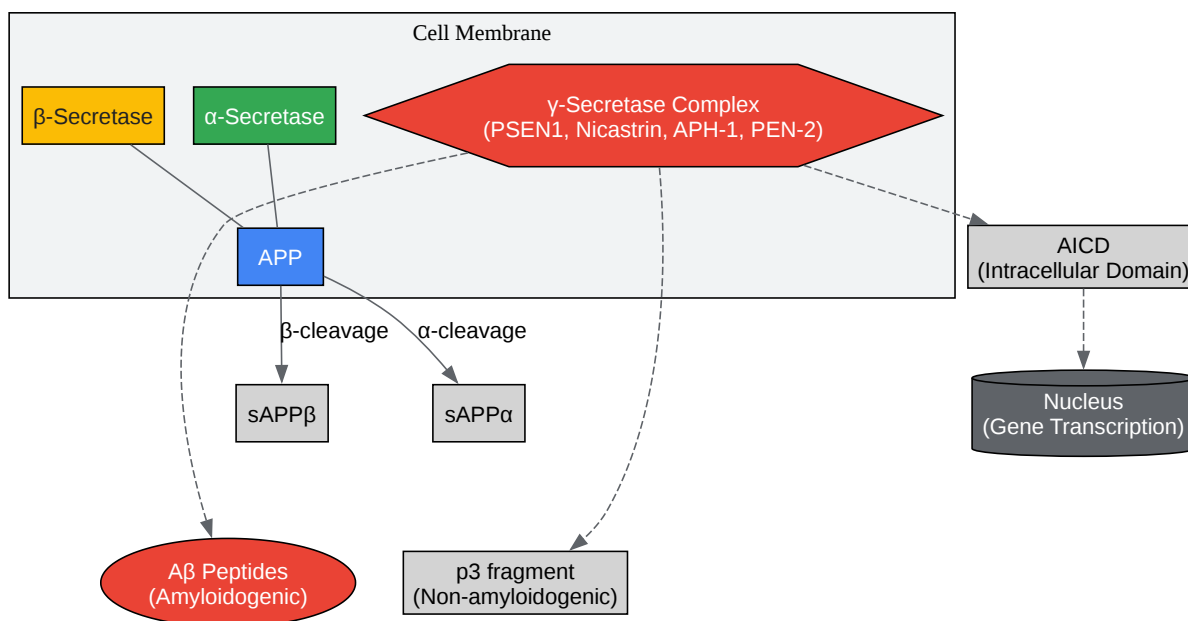 Cell Membrane
β-Secretase
α-Secretase
γ-Secretase Complex
(PSEN1, Nicastrin, APH-1, PEN-2)
APP
AICD
(Intracellular Domain)
β-cleavage
α-cleavage
sAPPβ
sAPPα
Nucleus
(Gene Transcription)
Aβ Peptides
(Amyloidogenic)
p3 fragment
(Non-amyloidogenic)